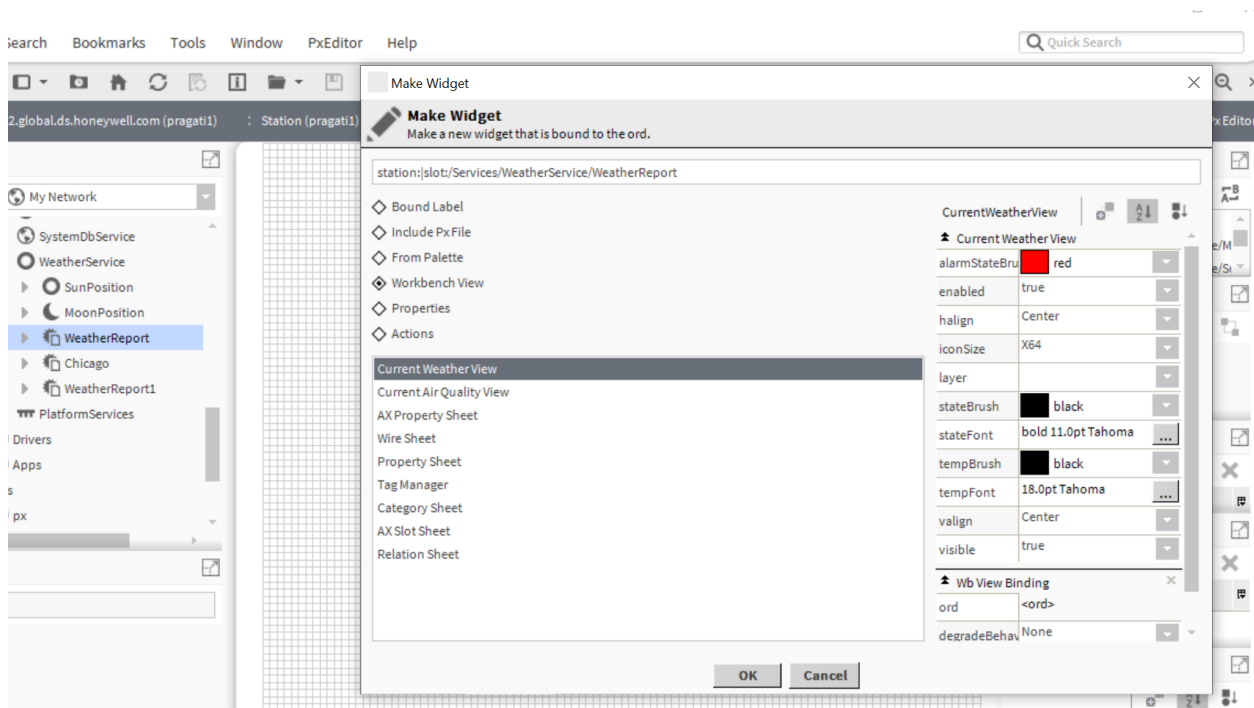 Search Bookmarks Tools Window PxEditor Help
Quick Search
Make Widget
2.global.ds.honeywell.com (pragati1) : Station (pragati1)
Px Editor
Make Widget
Make a new widget that is bound to the ord.
station:|slot:/Services/WeatherService/WeatherReport
My Network
SystemDbService
WeatherService
SunPosition
MoonPosition
WeatherReport
Chicago
WeatherReport1
PlatformServices
Drivers
Apps
s
px
Bound Label
Include Px File
From Palette
Workbench View
Properties
Actions
Current Weather View
Current Air Quality View
AX Property Sheet
Wire Sheet
Property Sheet
Tag Manager
Category Sheet
AX Slot Sheet
Relation Sheet
CurrentWeatherView
Current Weather View
alarmStateBru red
enabled true
halign Center
iconSize X64
layer
stateBrush black
stateFont bold 11.0pt Tahoma ...
tempBrush black
tempFont 18.0pt Tahoma ...
valign Center
visible true
Wb View Binding
ord <ord>
degradeBehav None
OK Cancel
e/M